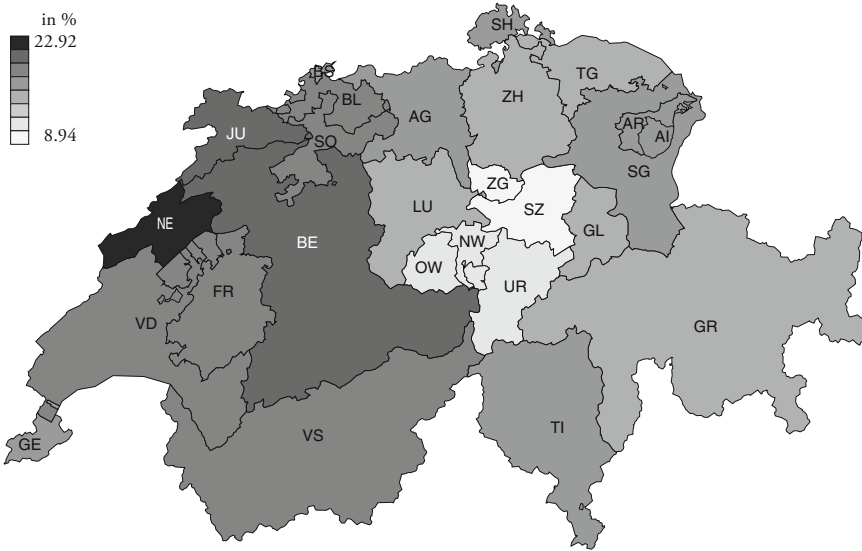 in %
22.92
8.94
SH
TG
ZH
BS
BL
AG
AR
AI
JU
SO
SG
ZG
SZ
LU
NE
BE
NW
GL
OW
UR
FR
VD
GR
VS
TI
GE